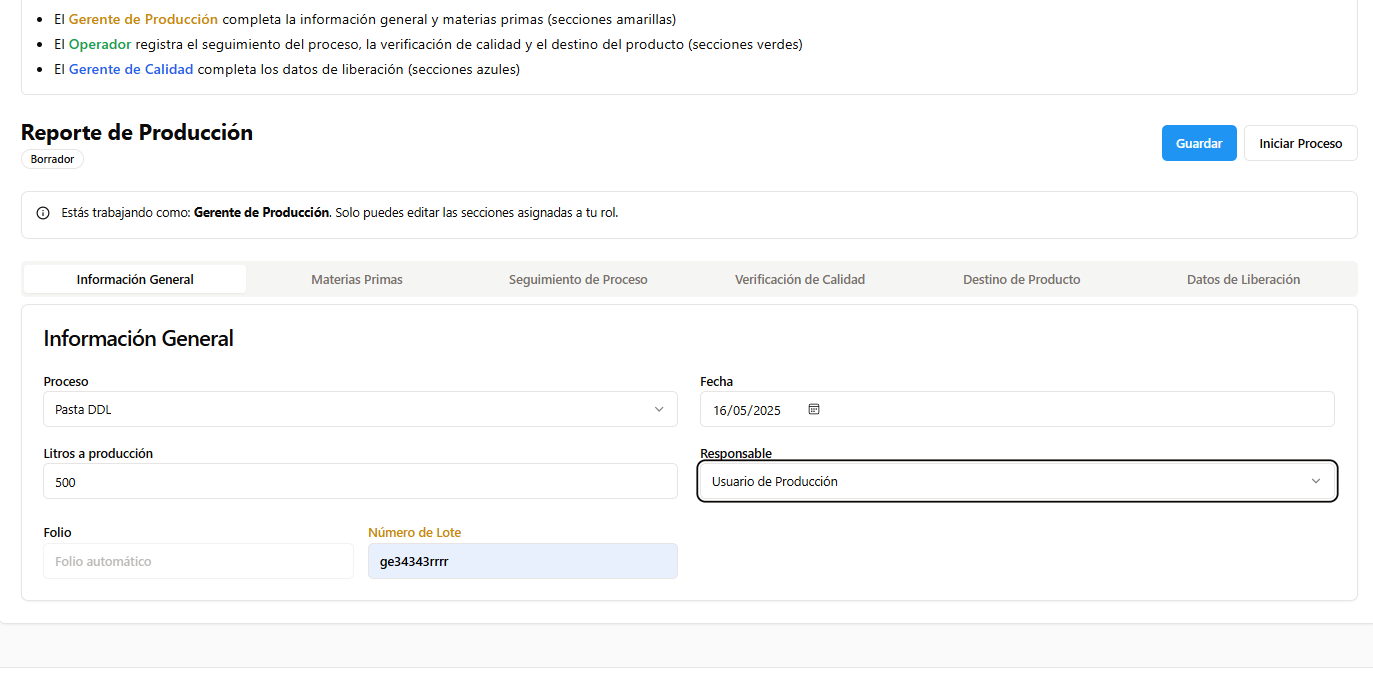 El Gerente de Producción completa la información general y materias primas (secciones amarillas)
El Operador registra el seguimiento del proceso, la verificación de calidad y el destino del producto (secciones verdes)
El Gerente de Calidad completa los datos de liberación (secciones azules)
Reporte de Producción
Borrador
Guardar
Iniciar Proceso
Estás trabajando como: Gerente de Producción. Solo puedes editar las secciones asignadas a tu rol.
Información General Materias Primas Seguimiento de Proceso Verificación de Calidad Destino de Producto Datos de Liberación
Información General
Proceso
Pasta DDL
Fecha
16/05/2025
Litros a producción
500
Responsable
Usuario de Producción
Folio
Folio automático
Número de Lote
ge34343rrrr